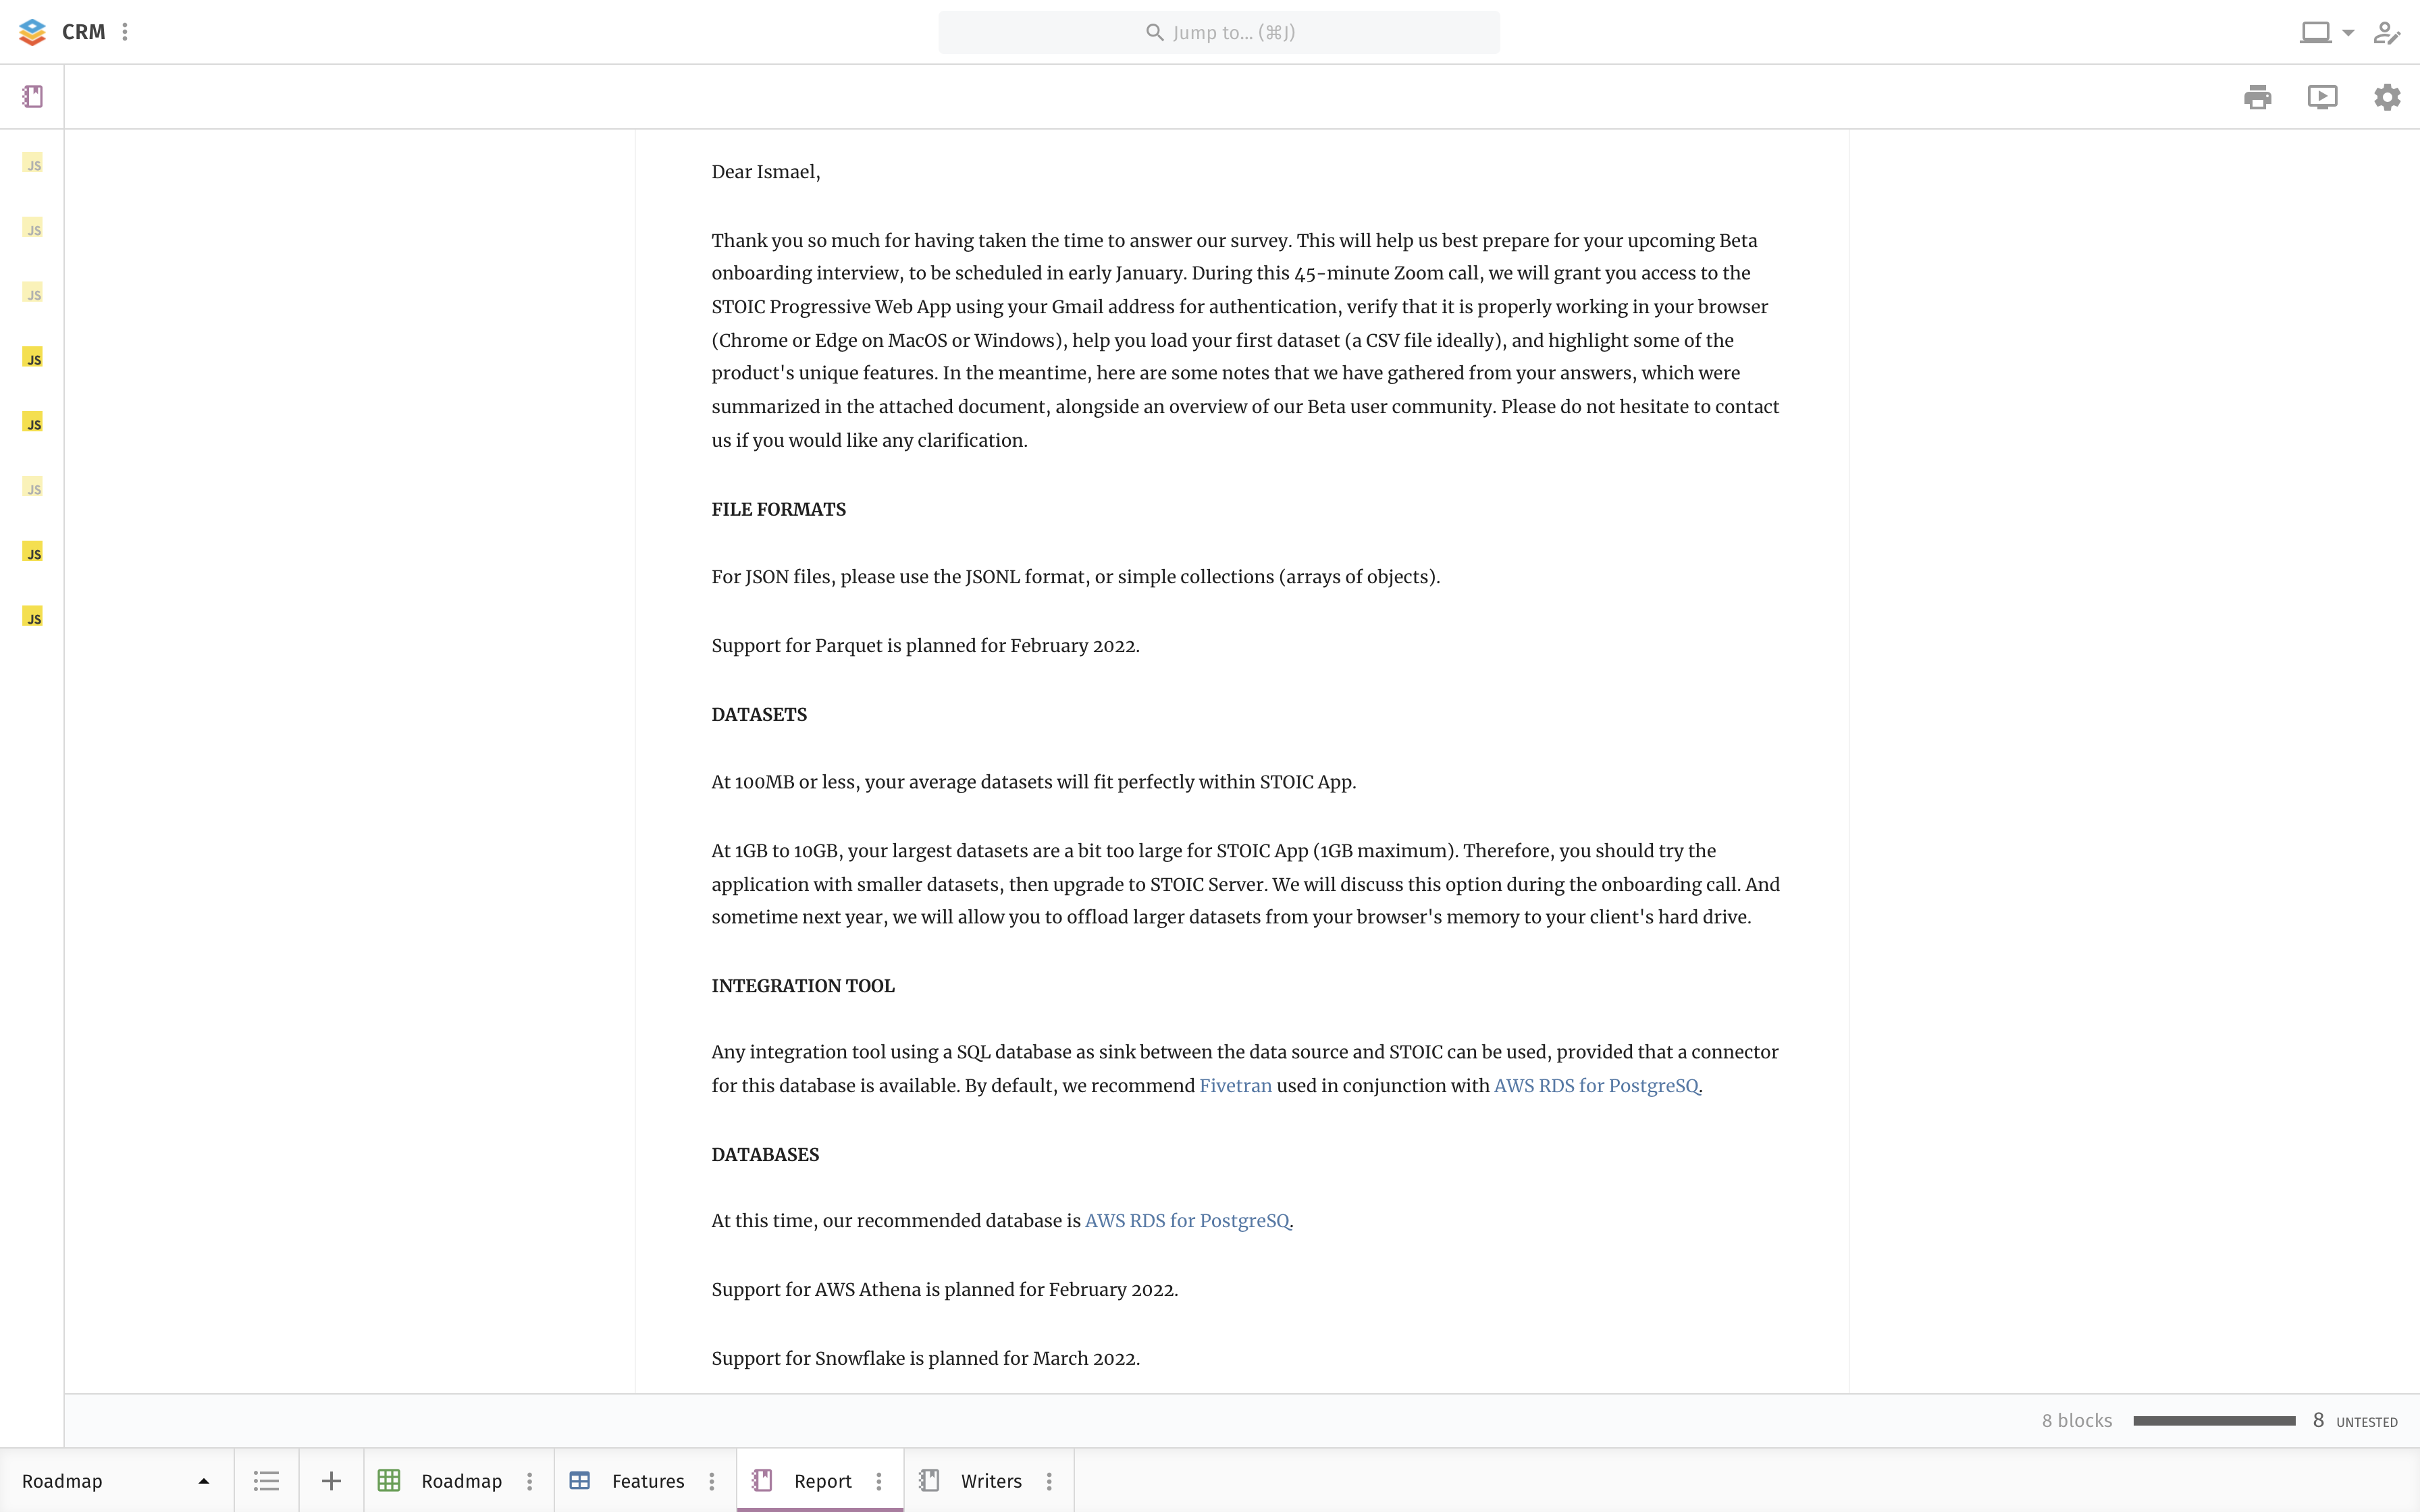 CRM
Jump to... (⌘J)
JS
JS
JS
JS
JS
JS
JS
JS
Dear Ismael,
Thank you so much for having taken the time to answer our survey. This will help us best prepare for your upcoming Beta
onboarding interview, to be scheduled in early January. During this 45-minute Zoom call, we will grant you access to the
STOIC Progressive Web App using your Gmail address for authentication, verify that it is properly working in your browser
(Chrome or Edge on MacOS or Windows), help you load your first dataset (a CSV file ideally), and highlight some of the
product's unique features. In the meantime, here are some notes that we have gathered from your answers, which were
summarized in the attached document, alongside an overview of our Beta user community. Please do not hesitate to contact
us if you would like any clarification.
FILE FORMATS
For JSON files, please use the JSONL format, or simple collections (arrays of objects).
Support for Parquet is planned for February 2022.
DATASETS
At 100MB or less, your average datasets will fit perfectly within STOIC App.
At 1GB to 10GB, your largest datasets are a bit too large for STOIC App (1GB maximum). Therefore, you should try the
application with smaller datasets, then upgrade to STOIC Server. We will discuss this option during the onboarding call. And
sometime next year, we will allow you to offload larger datasets from your browser's memory to your client's hard drive.
INTEGRATION TOOL
Any integration tool using a SQL database as sink between the data source and STOIC can be used, provided that a connector
for this database is available. By default, we recommend Fivetran used in conjunction with AWS RDS for PostgreSQ.
DATABASES
At this time, our recommended database is AWS RDS for PostgreSQ.
Support for AWS Athena is planned for February 2022.
Support for Snowflake is planned for March 2022.
8 blocks 8 UNTESTED
Roadmap Roadmap Features Report Writers